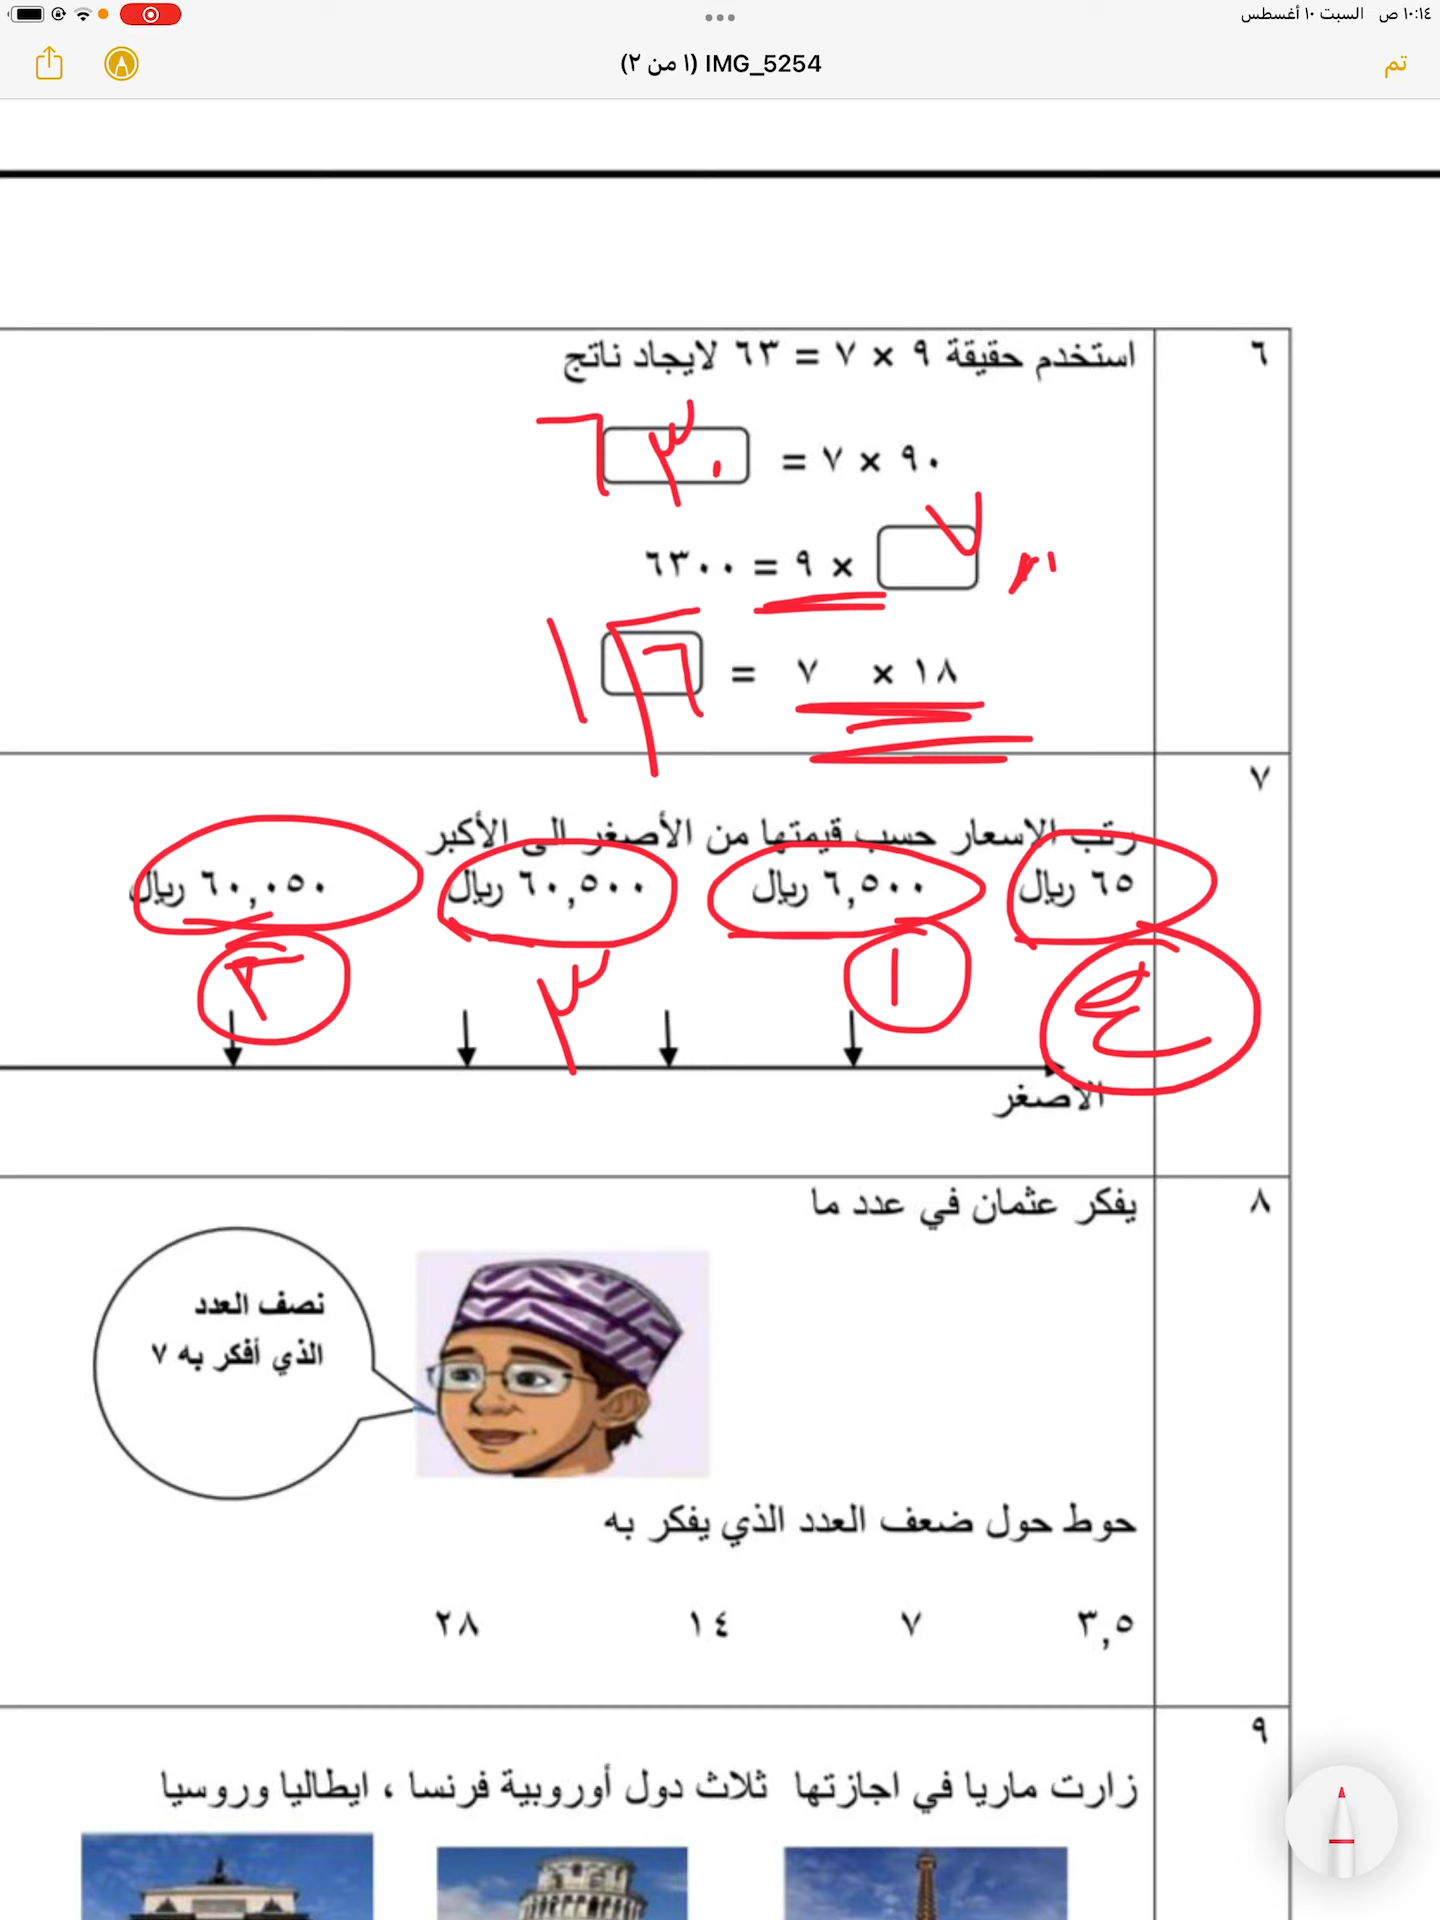 ١٠:١٤ ص السبت ١٠ أغسطس
تم
IMG_5254 (١ من ٢)
٦
استخدم حقيقة ٩ × ٧ = ٦٣ لايجاد ناتج
٩٠ × ٧ = ٦٣٠
٧٠٠ × ٩ = ٦٣٠٠
١٨ × ٧ = ١٢٦
٧
رتب الاسعار حسب قيمتها من الأصغر الى الأكبر
٦٥ ريال ٦,٥٠٠ ريال ٦٠,٥٠٠ ريال ٦٠,٠٥٠ ريال
٤ ١ ٣ ٢
الأصغر
٨
يفكر عثمان في عدد ما
نصف العدد
الذي أفكر به ٧
حوط حول ضعف العدد الذي يفكر به
٣,٥ ٧ ١٤ ٢٨
٩
زارت ماريا في اجازتها ثلاث دول أوروبية فرنسا ، ايطاليا وروسيا